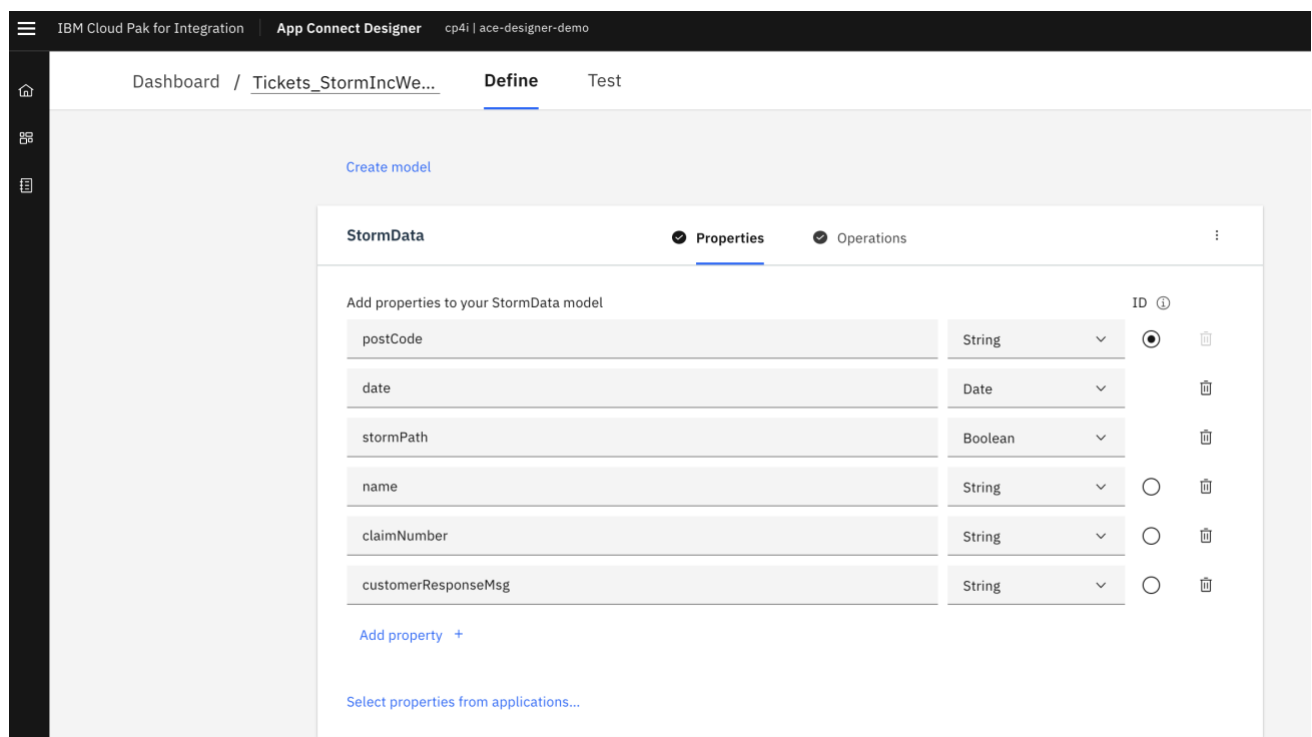 IBM Cloud Pak for Integration App Connect Designer cp4i | ace-designer-demo
Dashboard / Tickets_StormIncWe... Define Test
Create model
StormData Properties Operations
Add properties to your StormData model ID
postCode String
date Date
stormPath Boolean
name String
claimNumber String
customerResponseMsg String
Add property +
Select properties from applications...